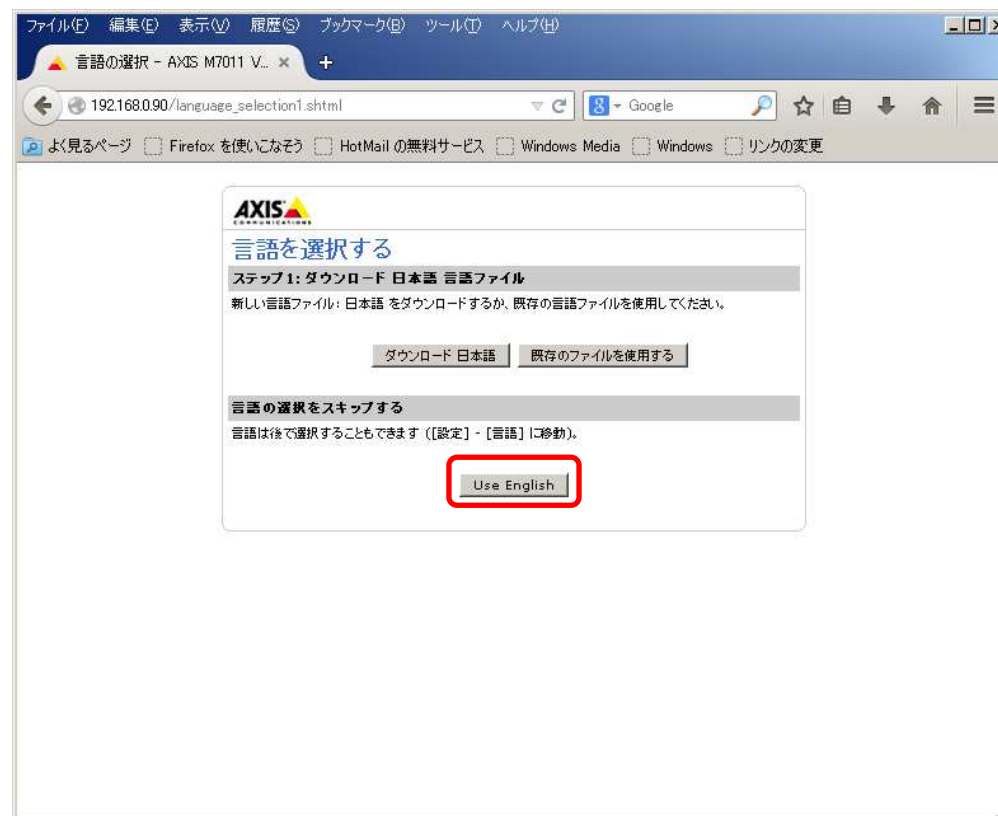 ファイル(F) 編集(E) 表示(V) 履歴(S) ブックマーク(B) ツール(T) ヘルプ(H)
言語の選択 - AXIS M7011 V... × +
192.168.0.90/language_selection1.shtml 8 Google
よく見るページ Firefox を使いこなそう HotMail の無料サービス Windows Media Windows リンクの変更
AXIS
COMMUNICATIONS
言語を選択する
ステップ 1: ダウンロード 日本語 言語ファイル
新しい言語ファイル: 日本語 をダウンロードするか、既存の言語ファイルを使用してください。
ダウンロード 日本語 既存のファイルを使用する
言語の選択をスキップする
言語は後で選択することもできます ([設定] - [言語] に移動)。
Use English